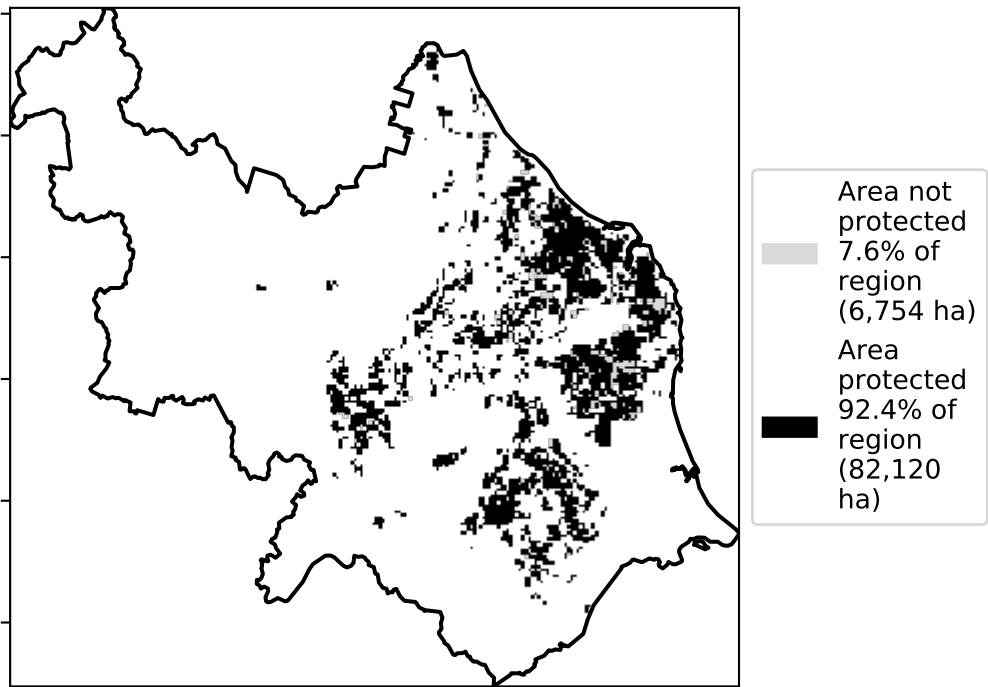 Area not
protected
7.6% of
region
(6,754 ha)
Area
protected
92.4% of
region
(82,120
ha)